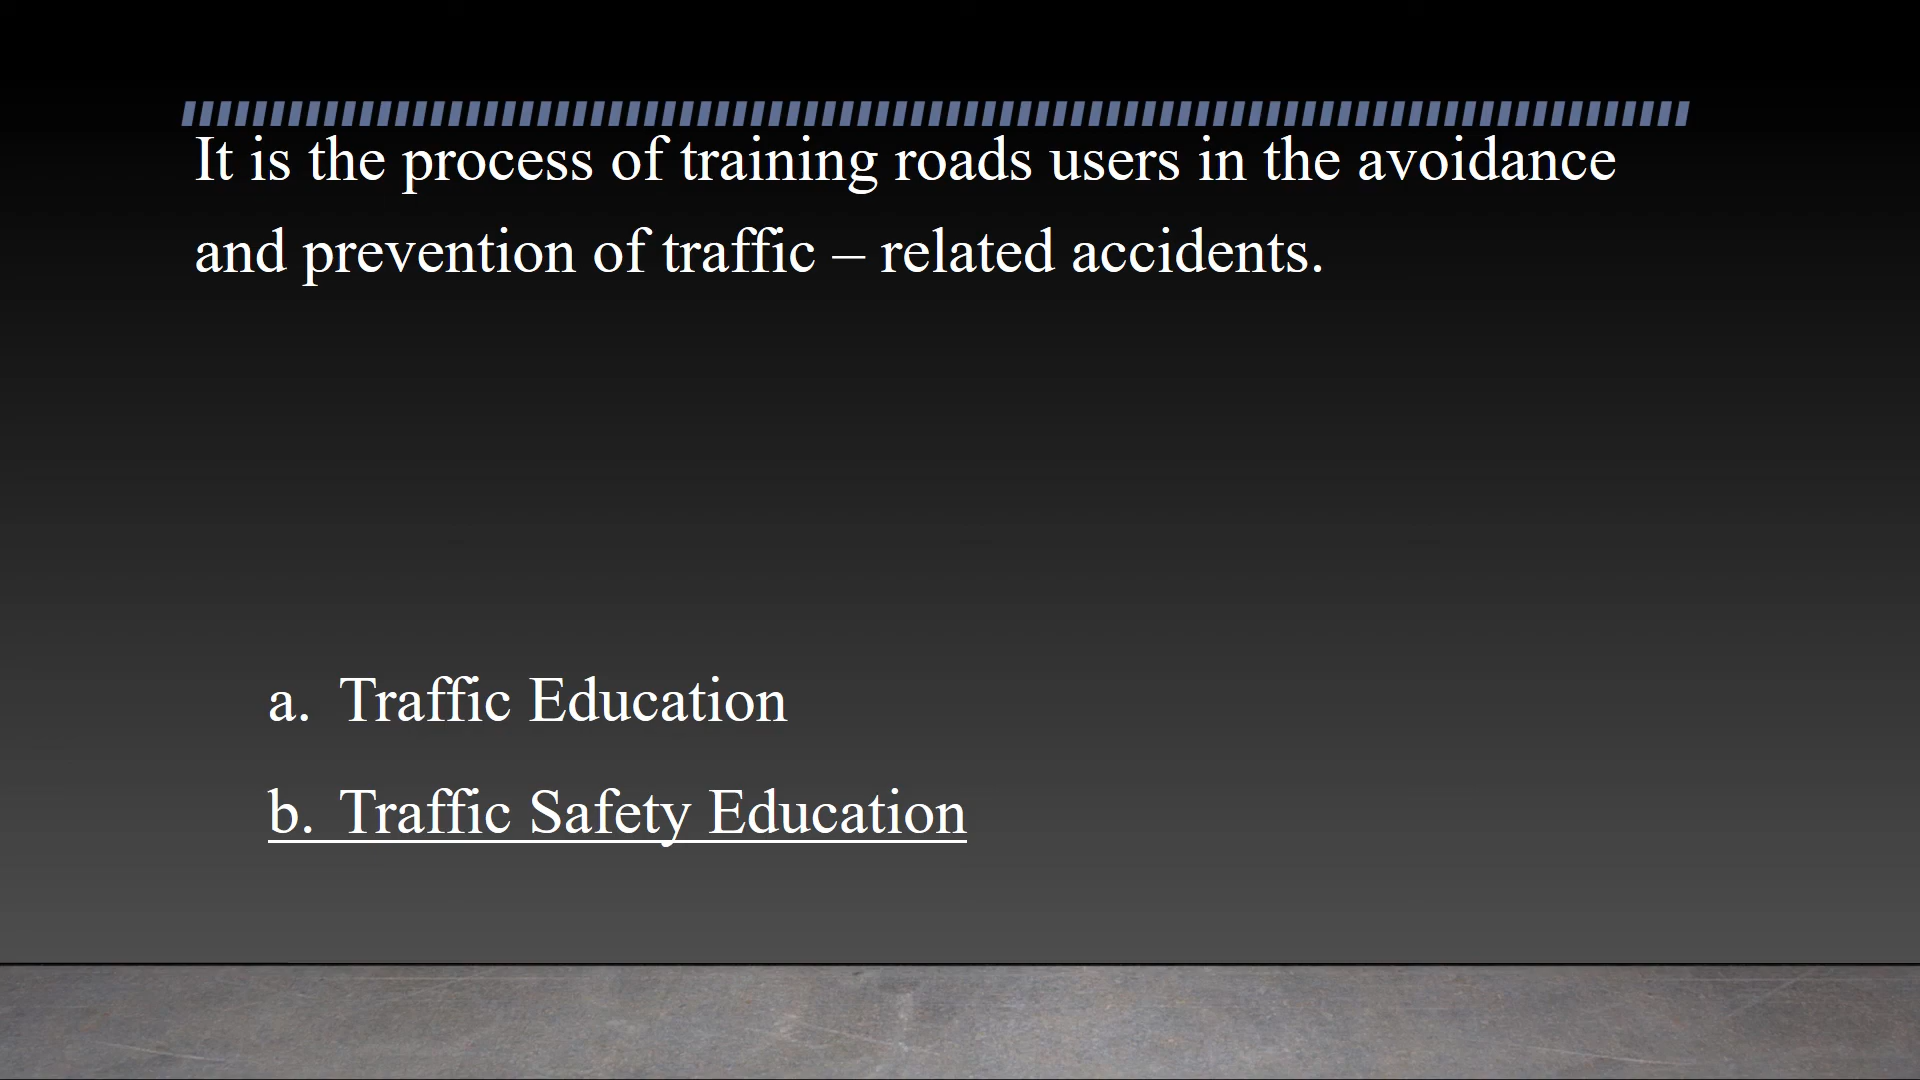 It is the process of training roads users in the avoidance
and prevention of traffic – related accidents.
a. Traffic Education
b. Traffic Safety Education